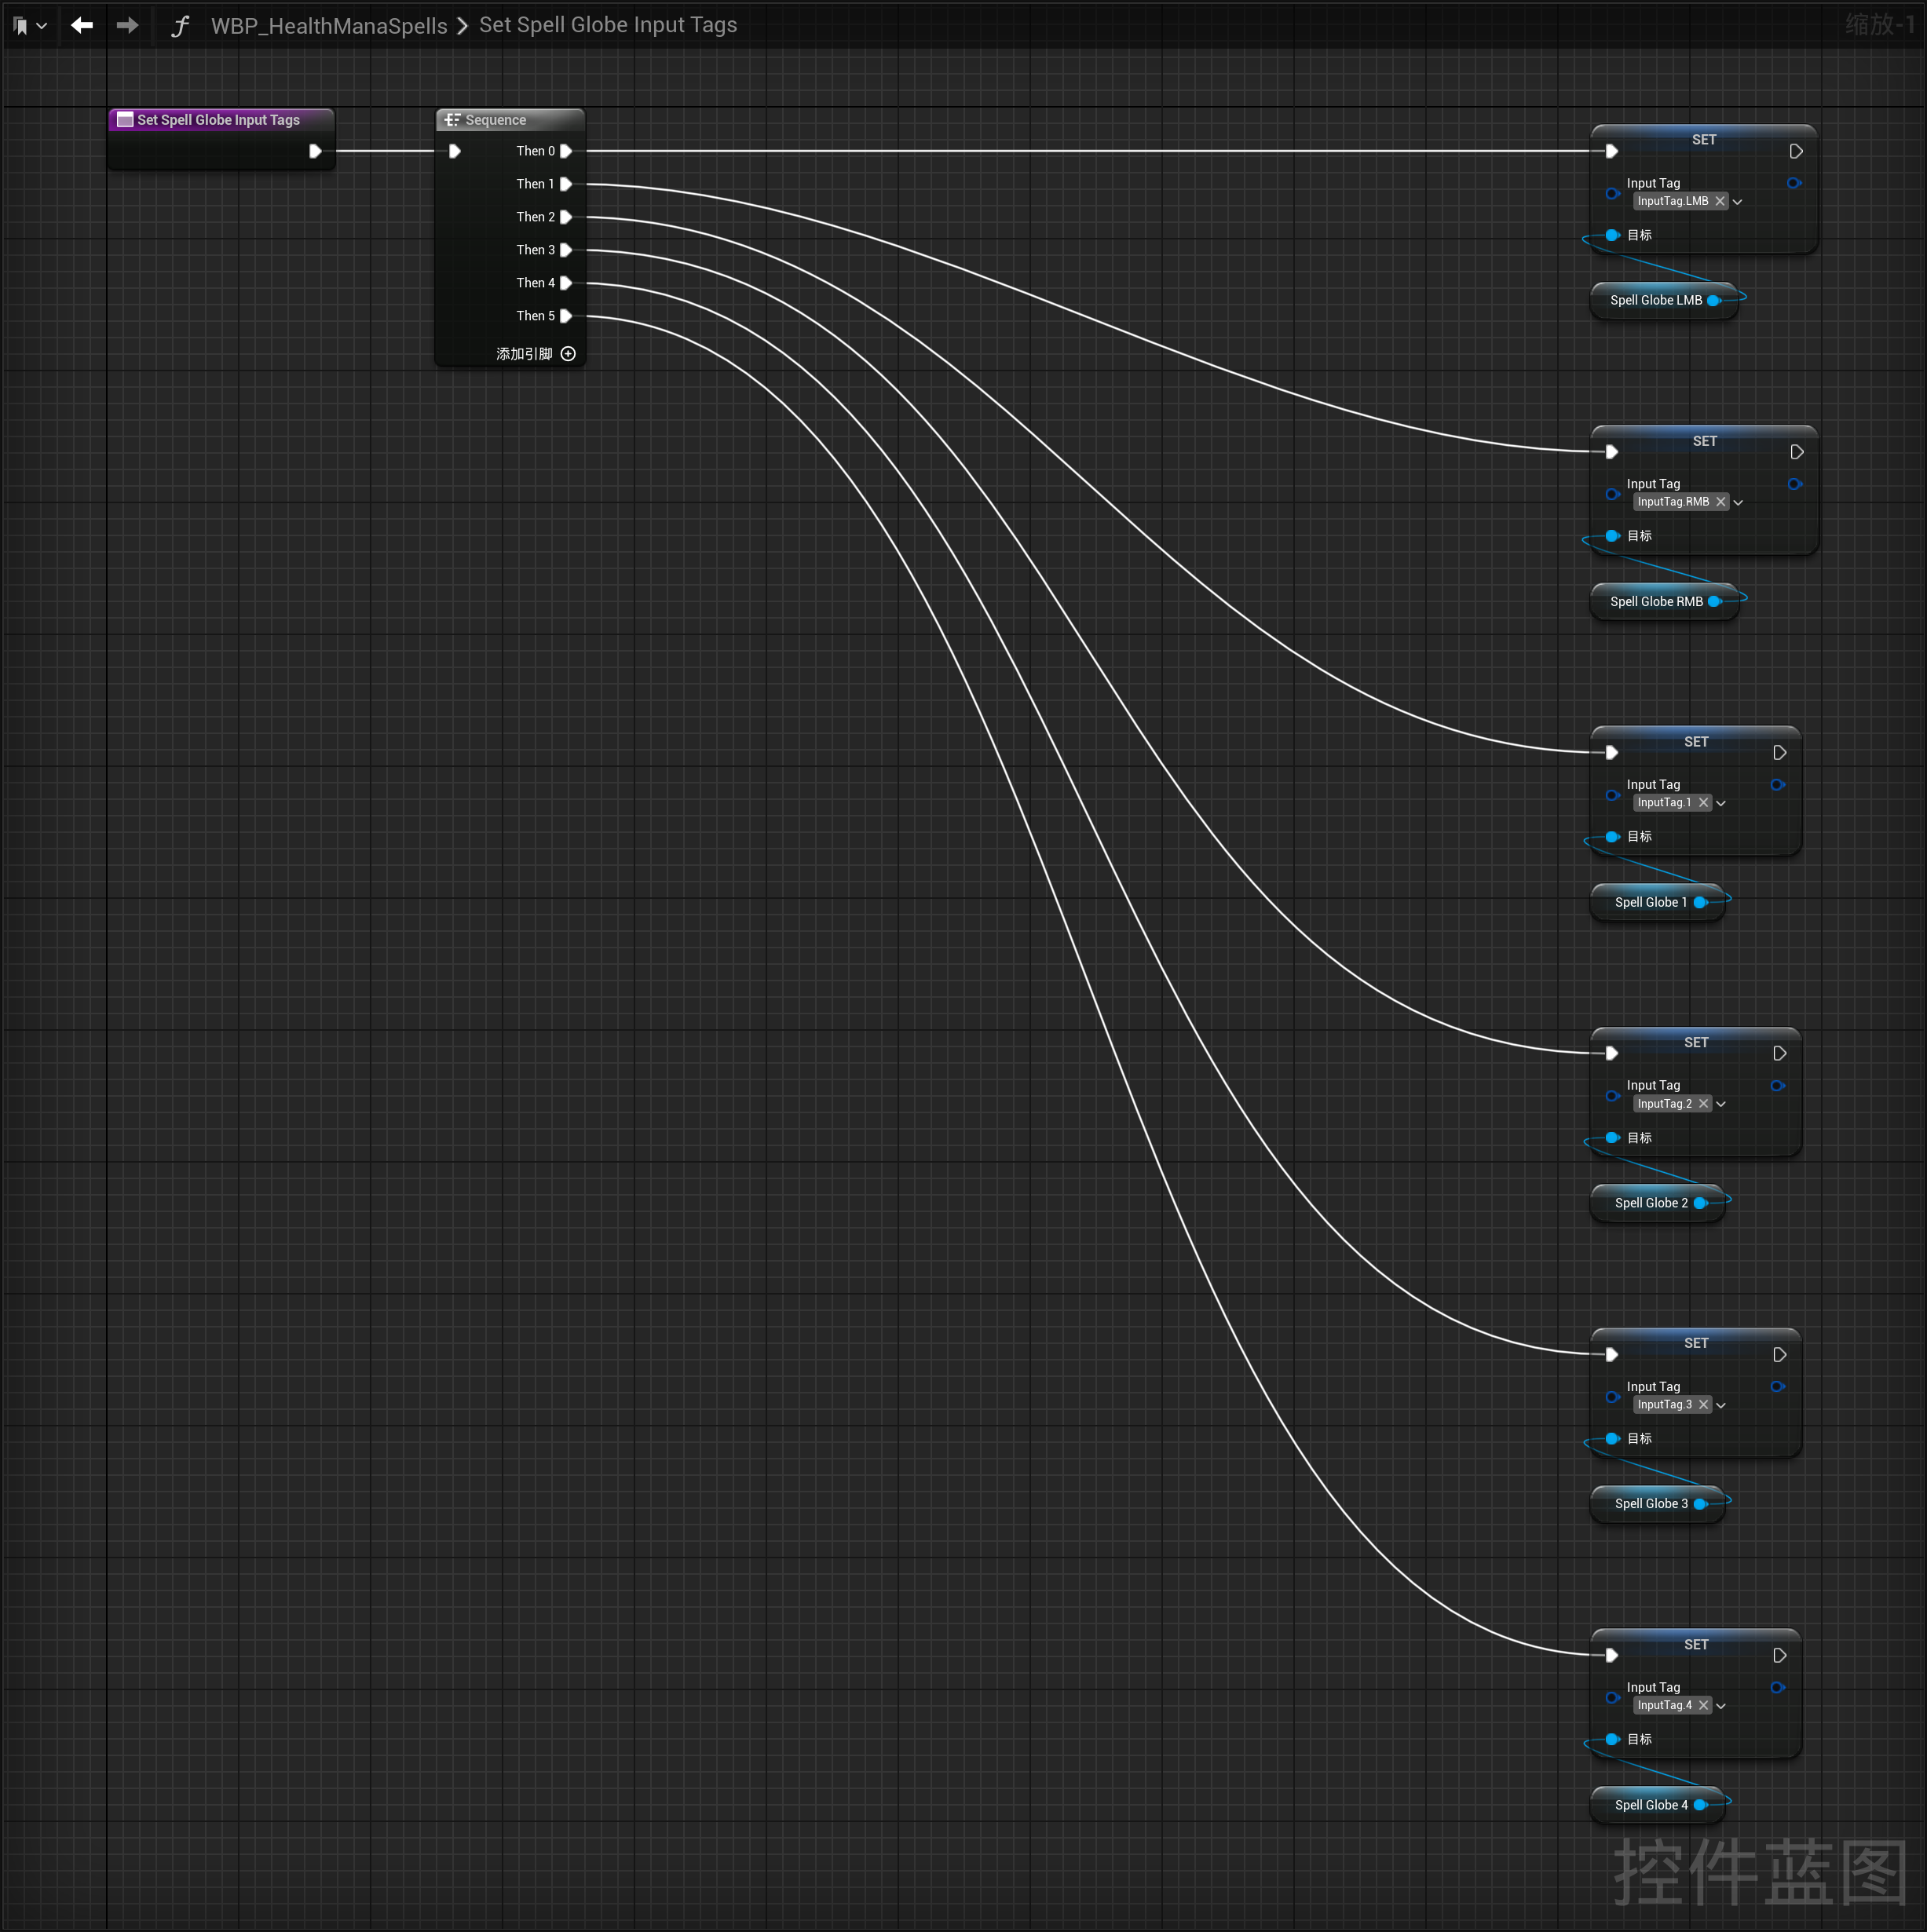 WBP_HealthManaSpells > Set Spell Globe Input Tags
缩放-1
Set Spell Globe Input Tags
Sequence
Then 0
Then 1
Then 2
Then 3
Then 4
Then 5
添加引脚
SET
Input Tag
InputTag.LMB
目标
Spell Globe LMB
SET
Input Tag
InputTag.RMB
目标
Spell Globe RMB
SET
Input Tag
InputTag.1
目标
Spell Globe 1
SET
Input Tag
InputTag.2
目标
Spell Globe 2
SET
Input Tag
InputTag.3
目标
Spell Globe 3
SET
Input Tag
InputTag.4
目标
Spell Globe 4
控件蓝图